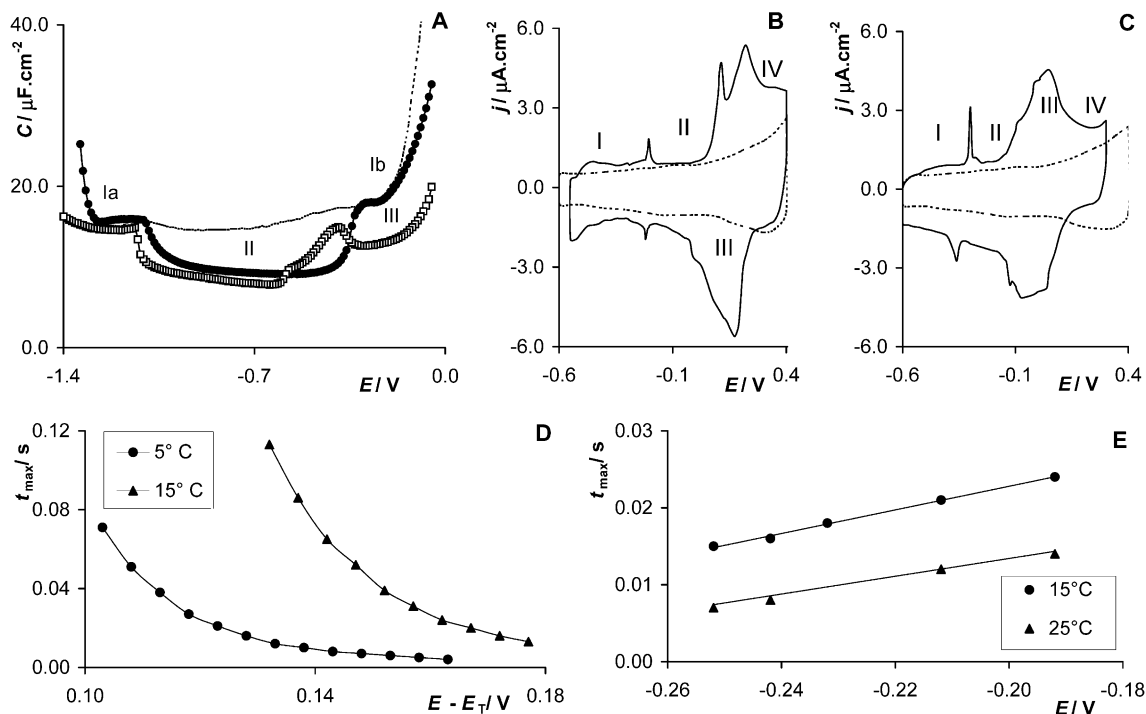 A
C / µF.cm-2
40.0
20.0
0.0
-1.4
-0.7
0.0
E / V
Ia
Ib
II
III
B
j / µA.cm-2
6.0
3.0
0.0
-3.0
-6.0
-0.6
-0.1
0.4
E / V
I
II
III
IV
C
j / µA.cm-2
6.0
3.0
0.0
-3.0
-6.0
-0.6
-0.1
0.4
E / V
I
II
III
IV
D
tmax/ s
0.12
0.08
0.04
0.00
0.10
0.14
0.18
E - ET/ V
5° C
15° C
E
tmax/ s
0.03
0.02
0.01
0.00
-0.26
-0.24
-0.22
-0.20
-0.18
E / V
15°C
25°C